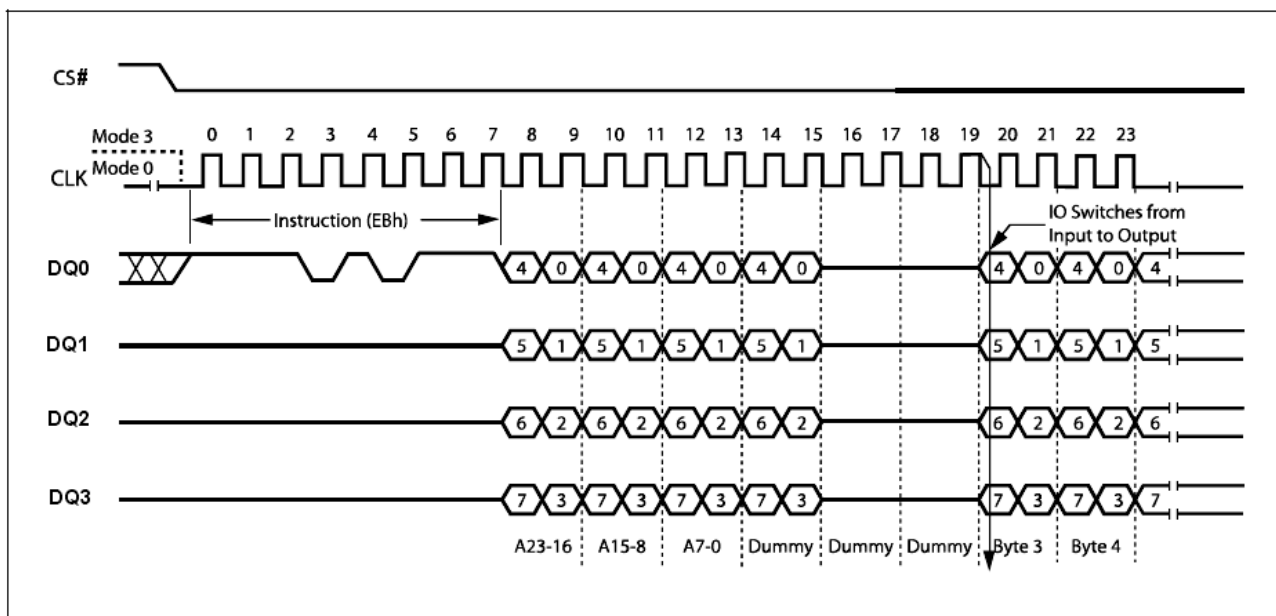 CS#
Mode 3
0 1 2 3 4 5 6 7 8 9 10 11 12 13 14 15 16 17 18 19 20 21 22 23
Mode 0
CLK
Instruction (EBh)
IO Switches from
Input to Output
DQ0 4 0 4 0 4 0 4 0 4 0 4 0 4
DQ1 5 1 5 1 5 1 5 1 5 1 5 1 5
DQ2 6 2 6 2 6 2 6 2 6 2 6 2 6
DQ3 7 3 7 3 7 3 7 3 7 3 7 3 7
A23-16 A15-8 A7-0 Dummy Dummy Dummy Byte 3 Byte 4